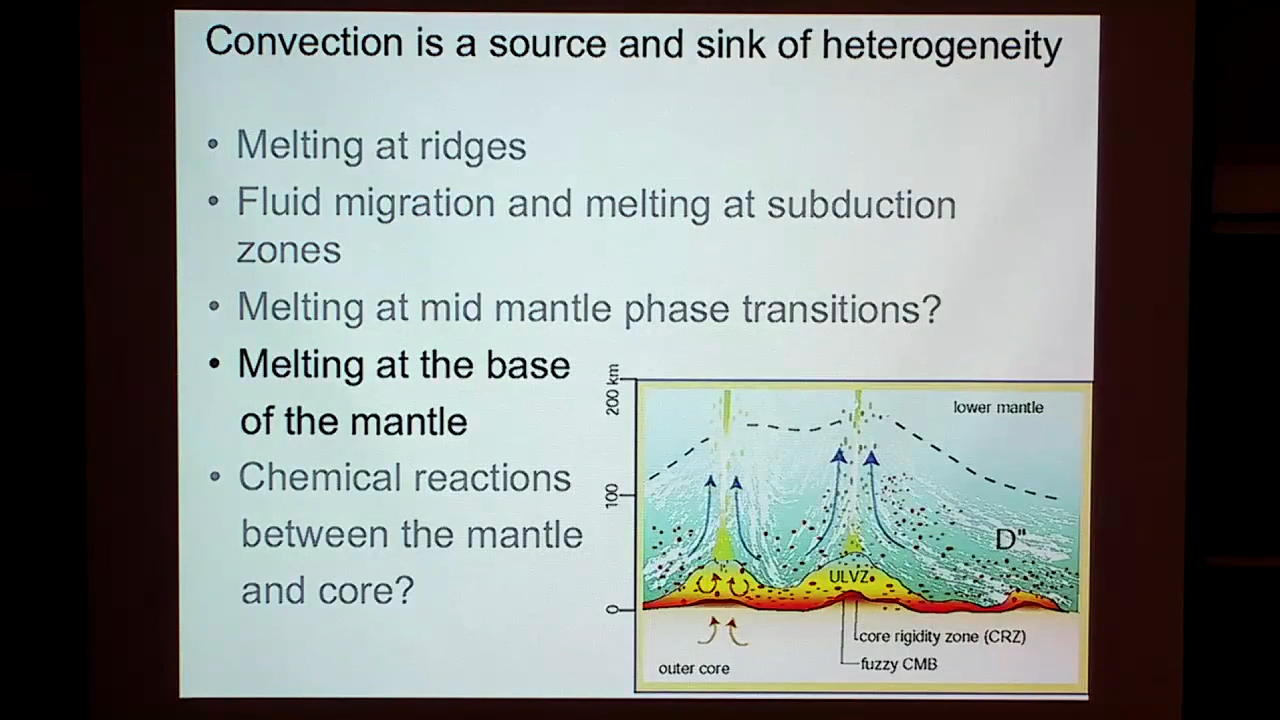 Convection is a source and sink of heterogeneity
• Melting at ridges
• Fluid migration and melting at subduction
zones
• Melting at mid mantle phase transitions?
• Melting at the base
of the mantle
• Chemical reactions
between the mantle
and core?
200 km
100
0
lower mantle
D"
ULVZ
core rigidity zone (CRZ)
fuzzy CMB
outer core